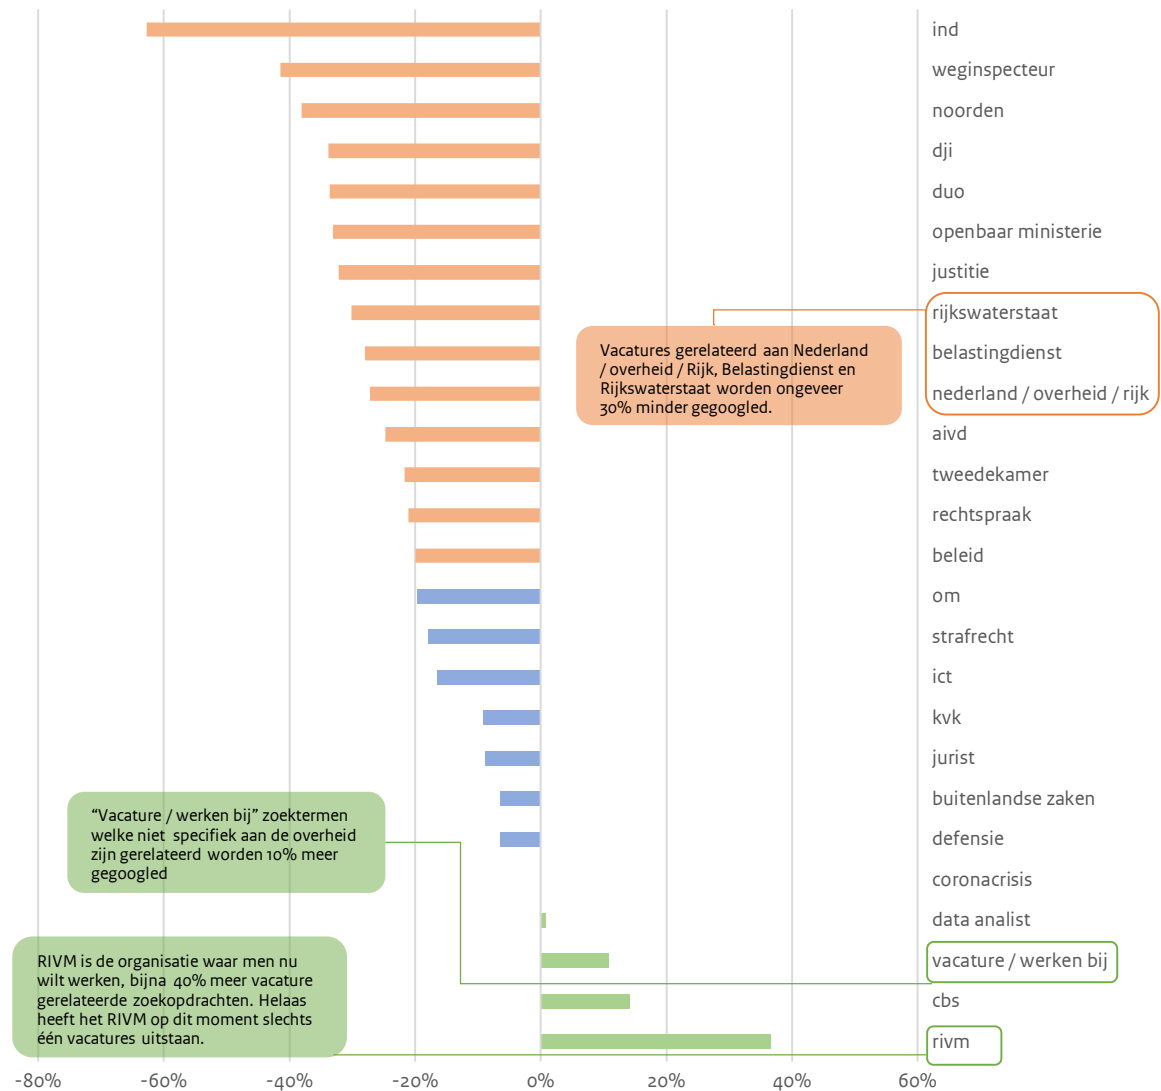 ind
weginspecteur
noorden
dji
duo
openbaar ministerie
justitie
rijkswaterstaat
belastingdienst
nederland / overheid / rijk
Vacatures gerelateerd aan Nederland
/ overheid / Rijk, Belastingdienst en
Rijkswaterstaat worden ongeveer
30% minder gegoogled.
aivd
tweedekamer
rechtspraak
beleid
om
strafrecht
ict
kvk
jurist
buitenlandse zaken
defensie
“Vacature / werken bij” zoektermen
welke niet specifiek aan de overheid
zijn gerelateerd worden 10% meer
gegoogled
coronacrisis
data analist
vacature / werken bij
cbs
rivm
RIVM is de organisatie waar men nu
wilt werken, bijna 40% meer vacature
gerelateerde zoekopdrachten. Helaas
heeft het RIVM op dit moment slechts
één vacatures uitstaan.
-80% -60% -40% -20% 0% 20% 40% 60%